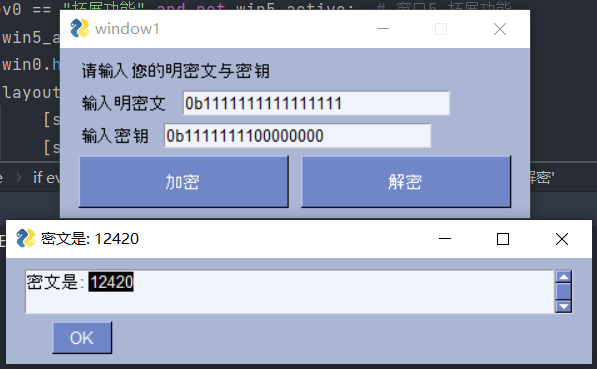 ev0 == "拓展功能" and not win5_active: # 窗口5 拓展功能
window1
win5_a
请输入您的明密文与密钥
win0.h
layout
输入明密文 0b1111111111111111
[s
输入密钥 0b1111111100000000
[s
加密 解密
if ev
解密'
密文是: 12420
密文是: 12420
OK